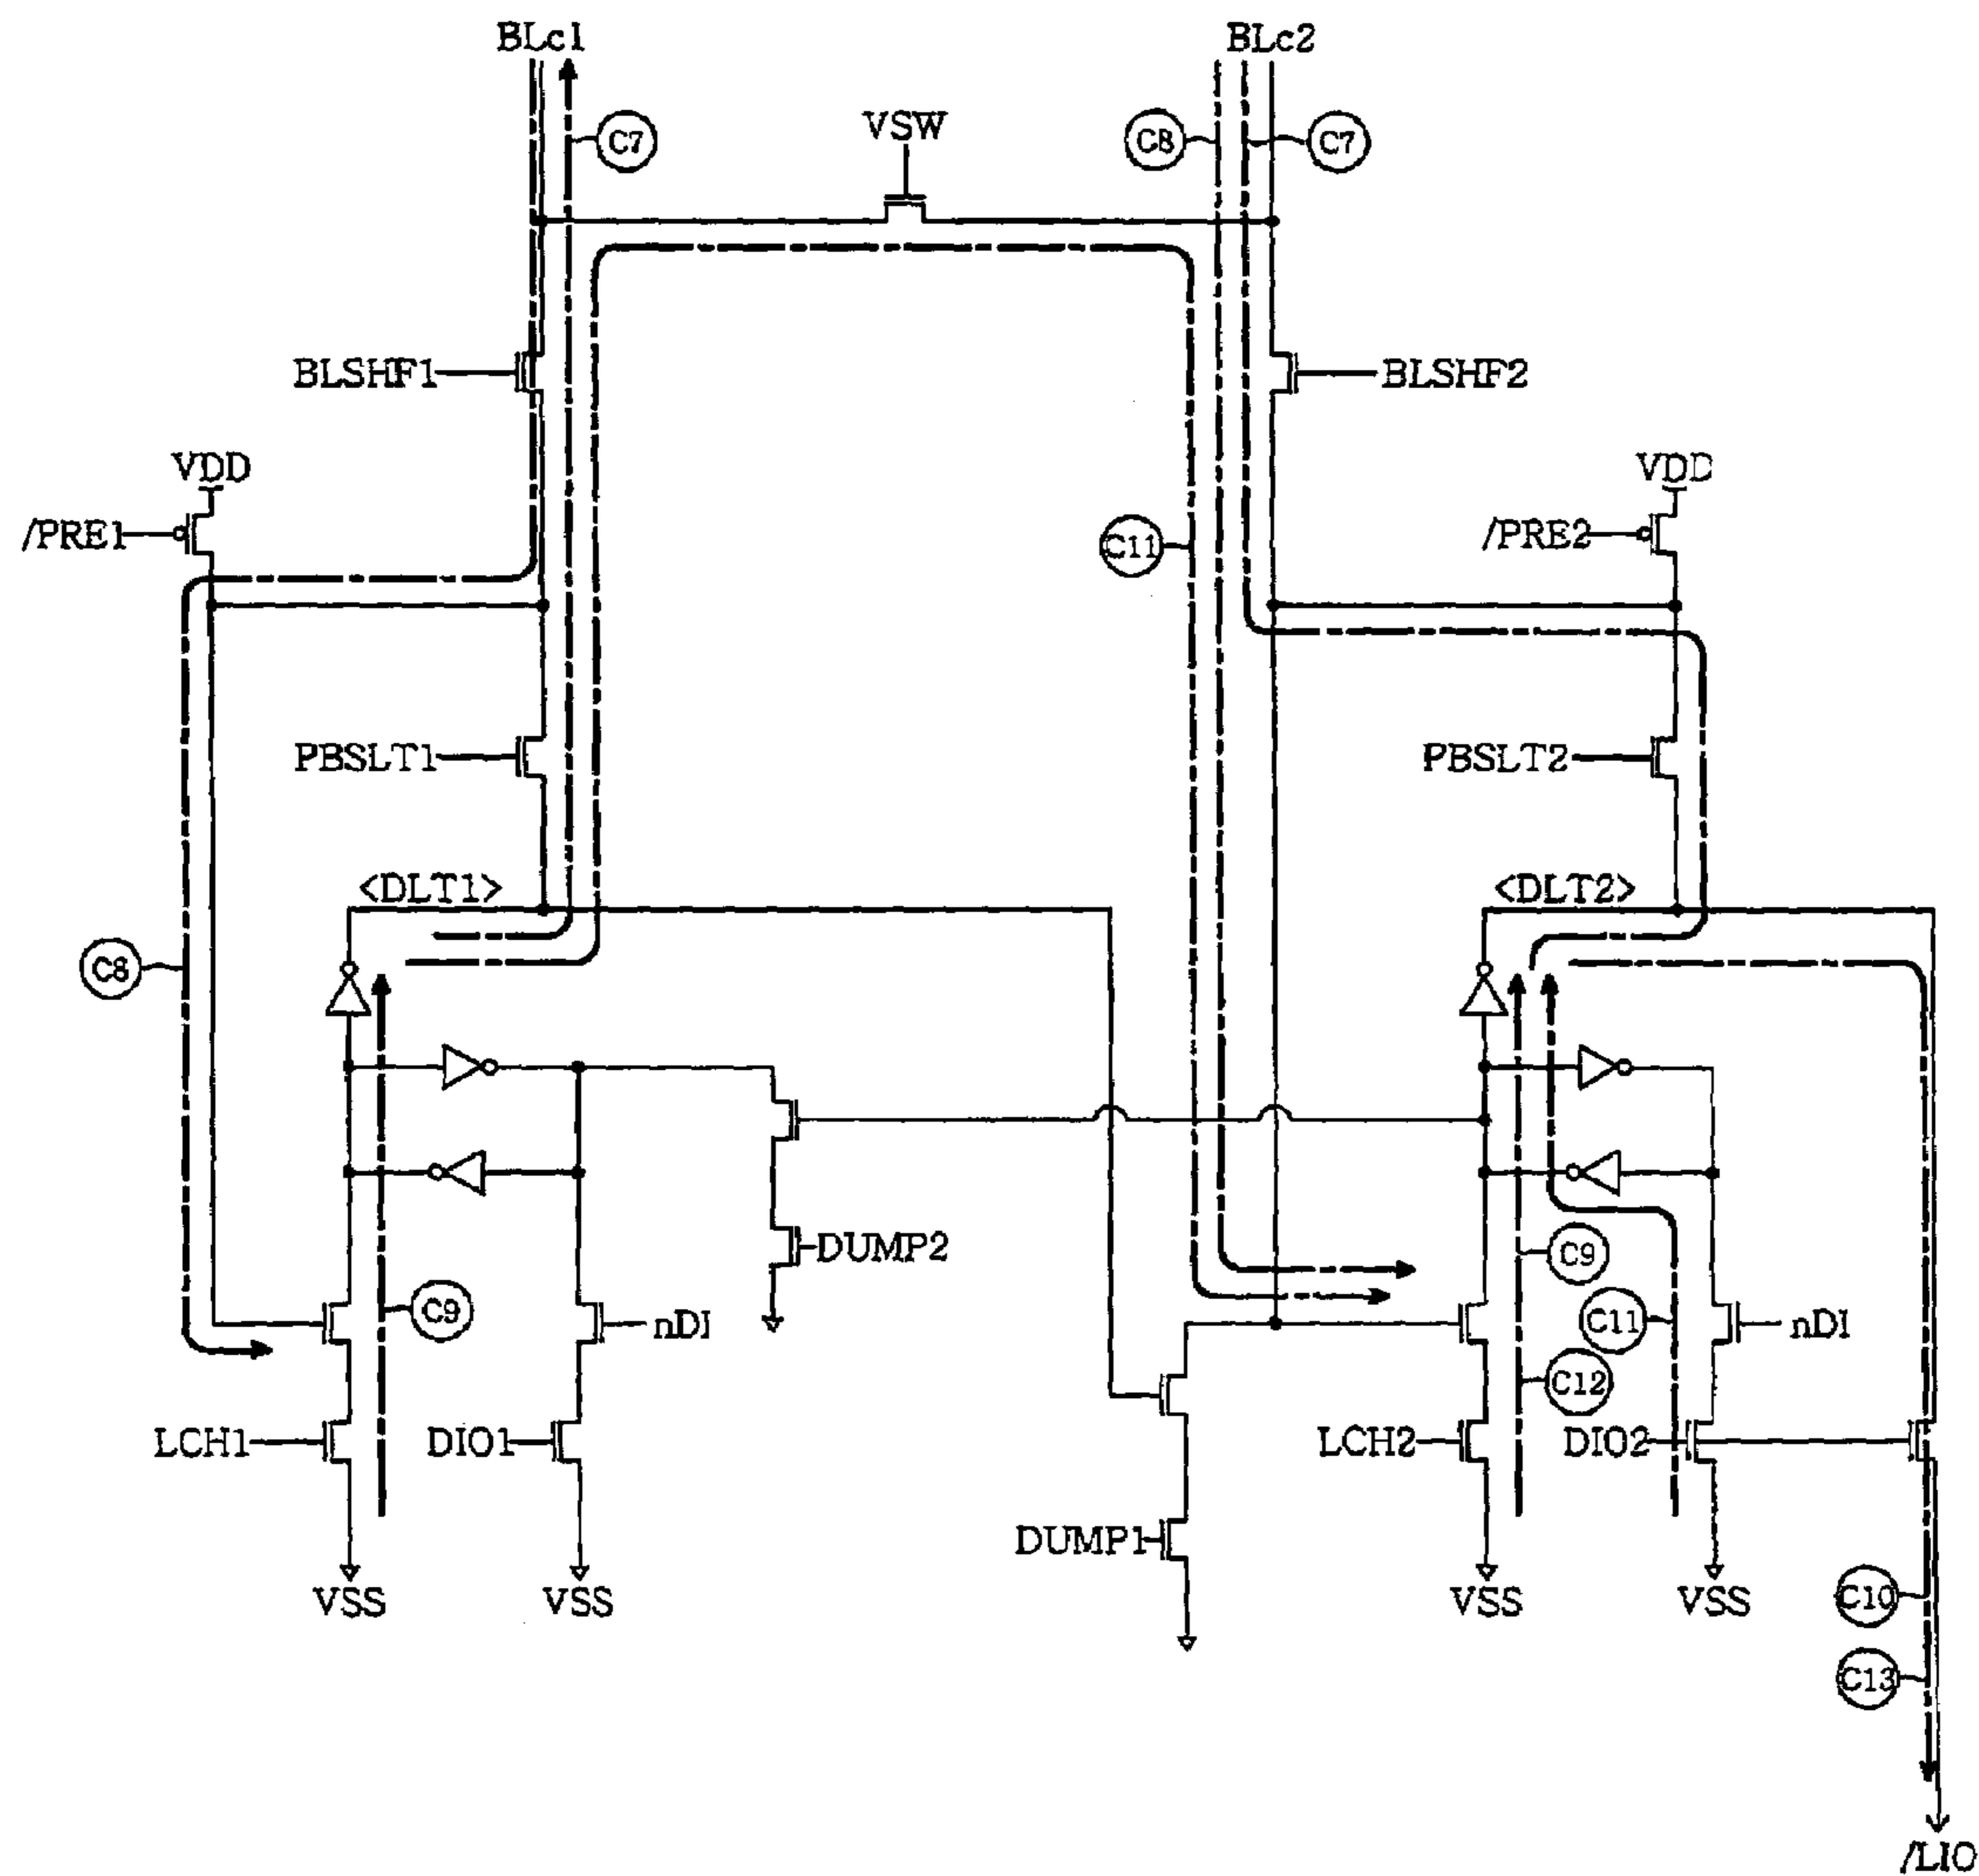 BLc1
BLc2
C7
VSW
C8
C7
BLSHF1
BLSHF2
VDD
VDD
/PRE1
C11
/PRE2
PBSLT1
PBSLT2
<DLT1>
<DLT2>
C8
DUMP2
C9
C9
nDI
C11
nDI
C12
LCH1
DIO1
LCH2
DIO2
DUMP1
VSS
VSS
VSS
VSS
C10
C13
/LIO